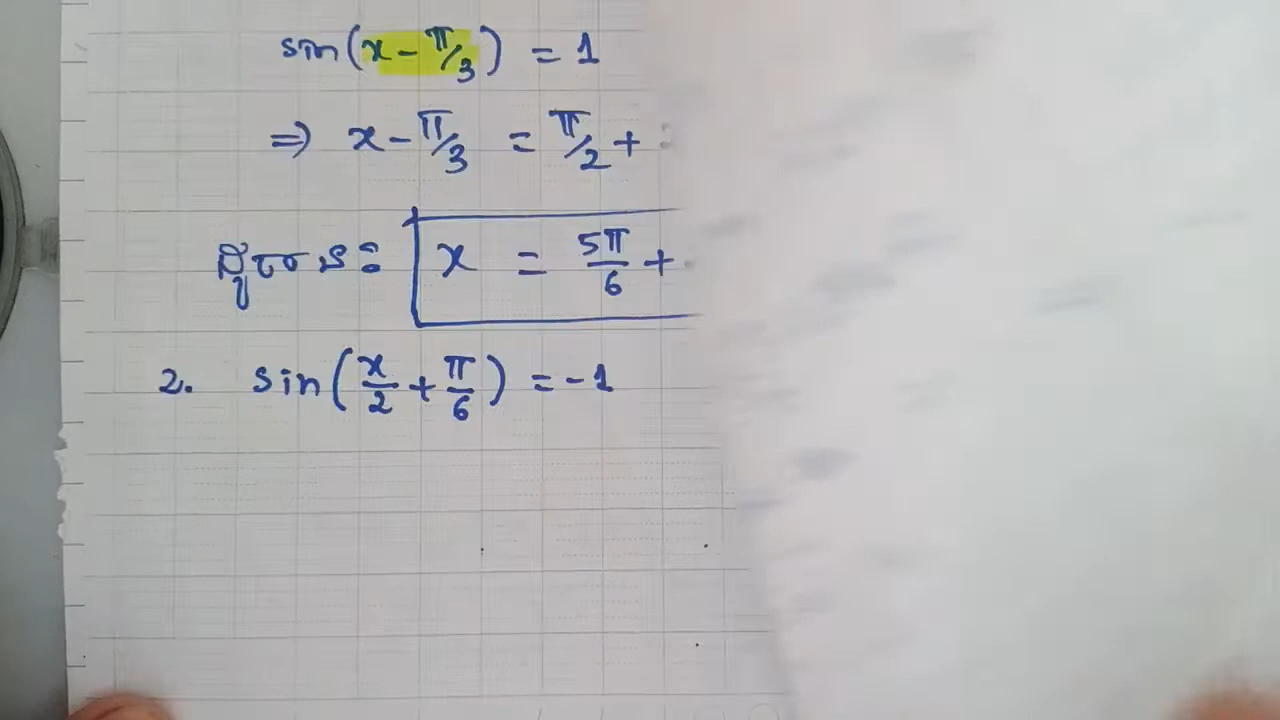 sin(x - π/3) = 1
⇒ x - π/3 = π/2 +
ដូចនេះ x = 5π/6 +
2. sin(x/2 + π/6) = -1